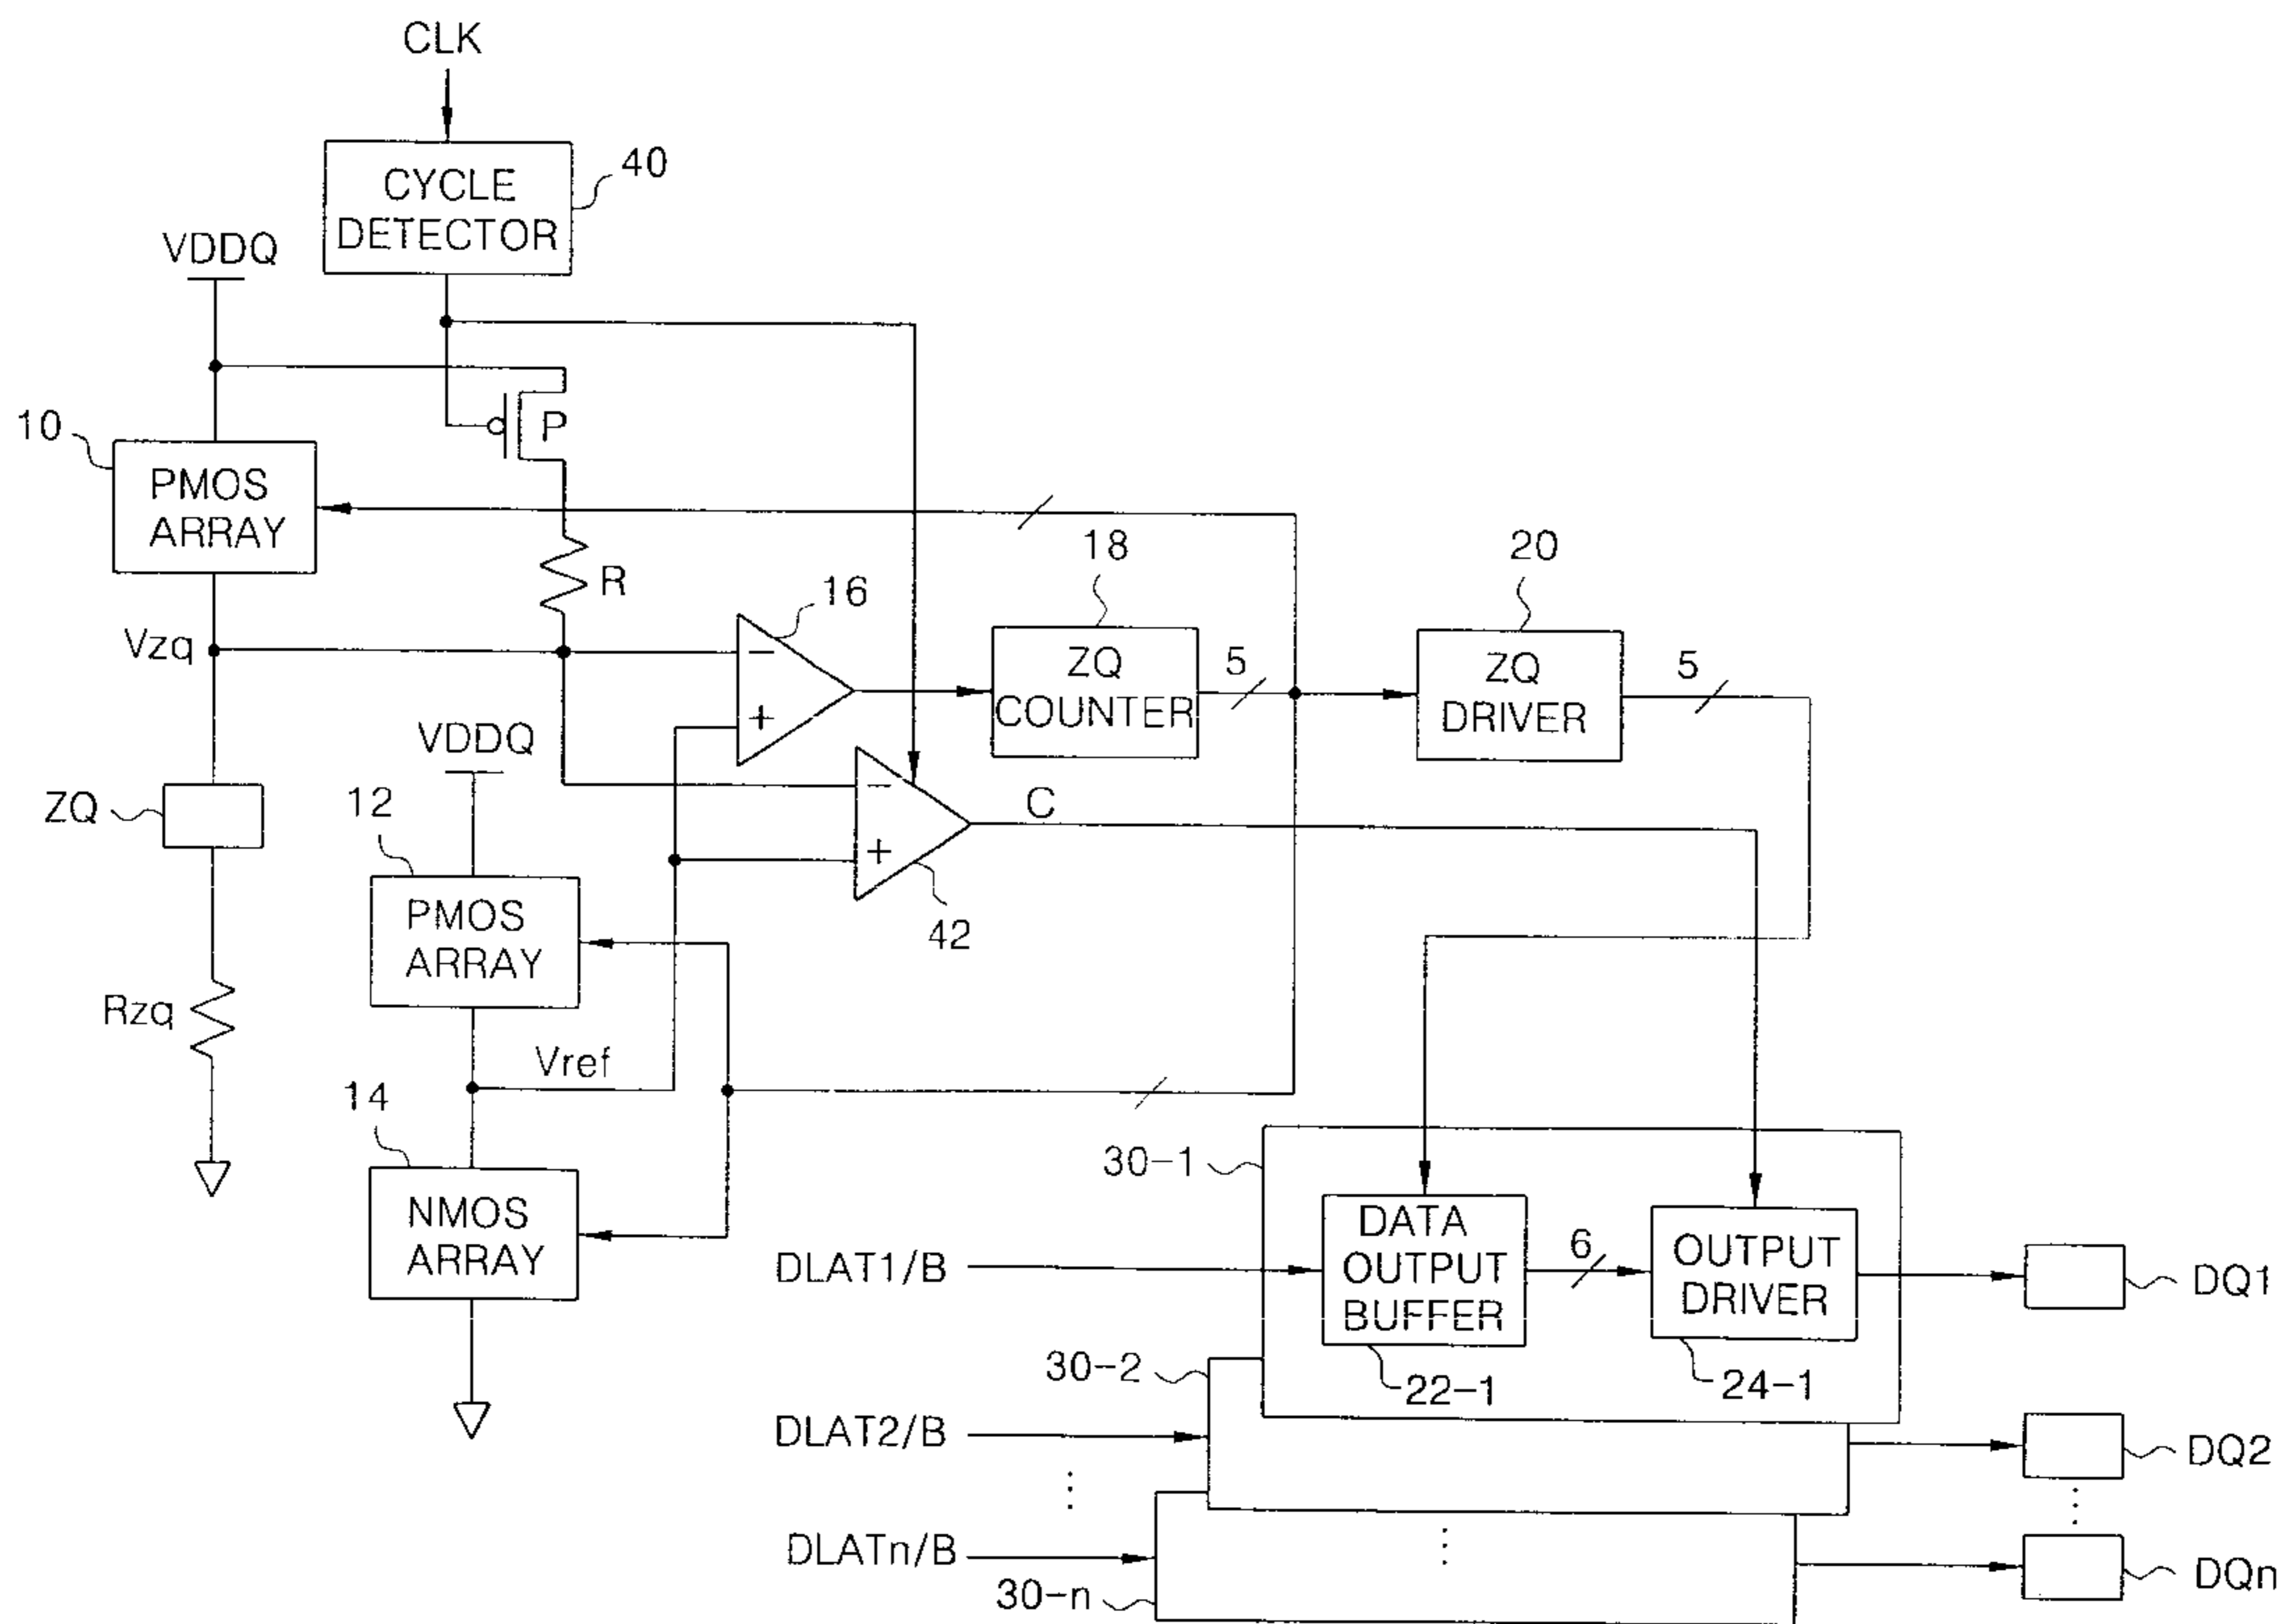 CLK
CYCLE
DETECTOR
40
VDDQ
P
10
PMOS
ARRAY
R
Vzq
16
−
+
18
ZQ
COUNTER
5
20
ZQ
DRIVER
5
VDDQ
ZQ
12
PMOS
ARRAY
−
+
42
C
Rzq
Vref
14
NMOS
ARRAY
30-1
DLAT1/B
DATA
OUTPUT
BUFFER
22-1
6
OUTPUT
DRIVER
24-1
DQ1
30-2
DLAT2/B
DQ2
⋮
⋮
⋮
DLATn/B
30-n
DQn